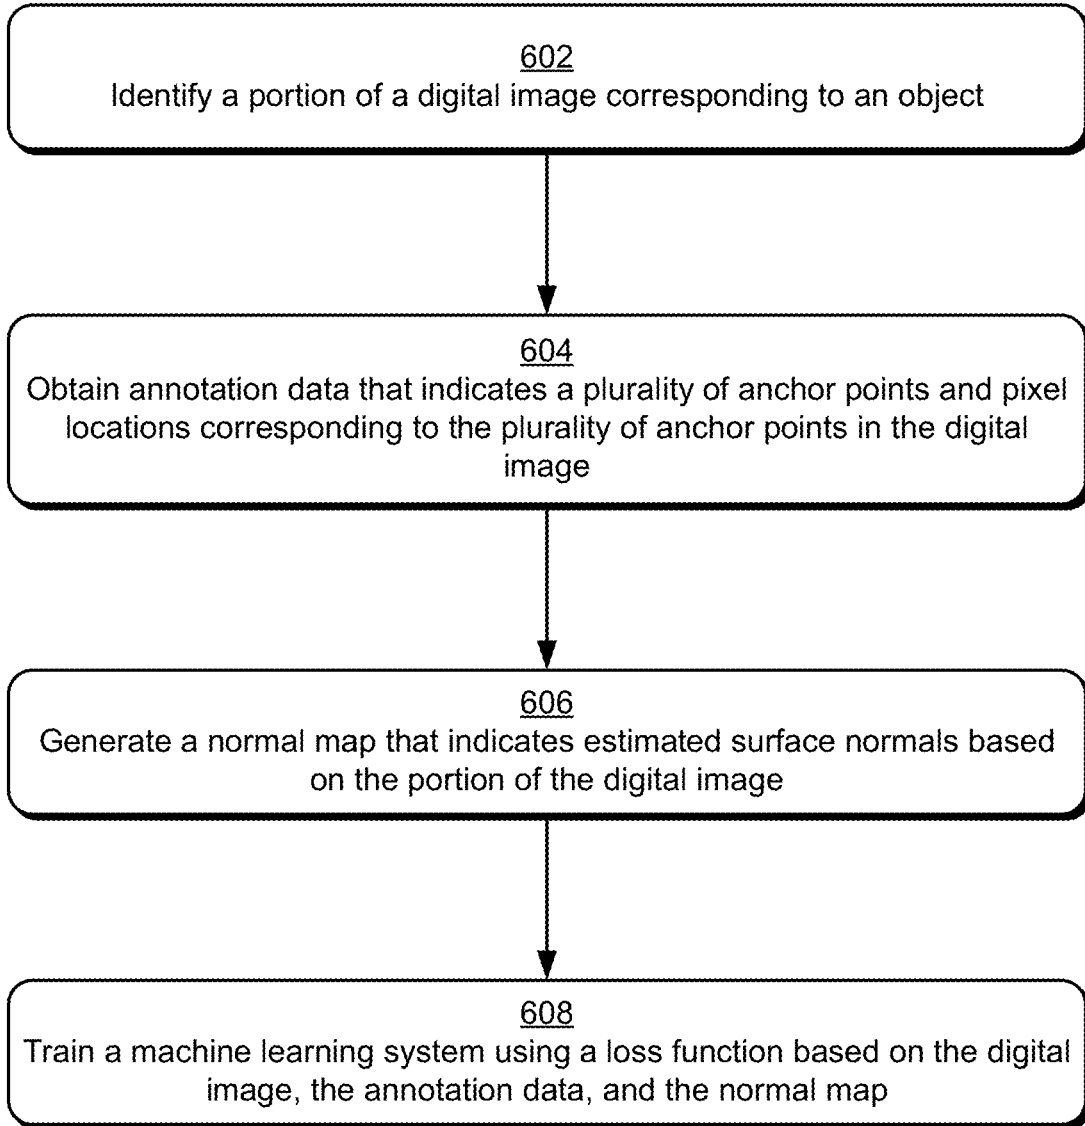 602
Identify a portion of a digital image corresponding to an object
604
Obtain annotation data that indicates a plurality of anchor points and pixel
locations corresponding to the plurality of anchor points in the digital
image
606
Generate a normal map that indicates estimated surface normals based
on the portion of the digital image
608
Train a machine learning system using a loss function based on the digital
image, the annotation data, and the normal map